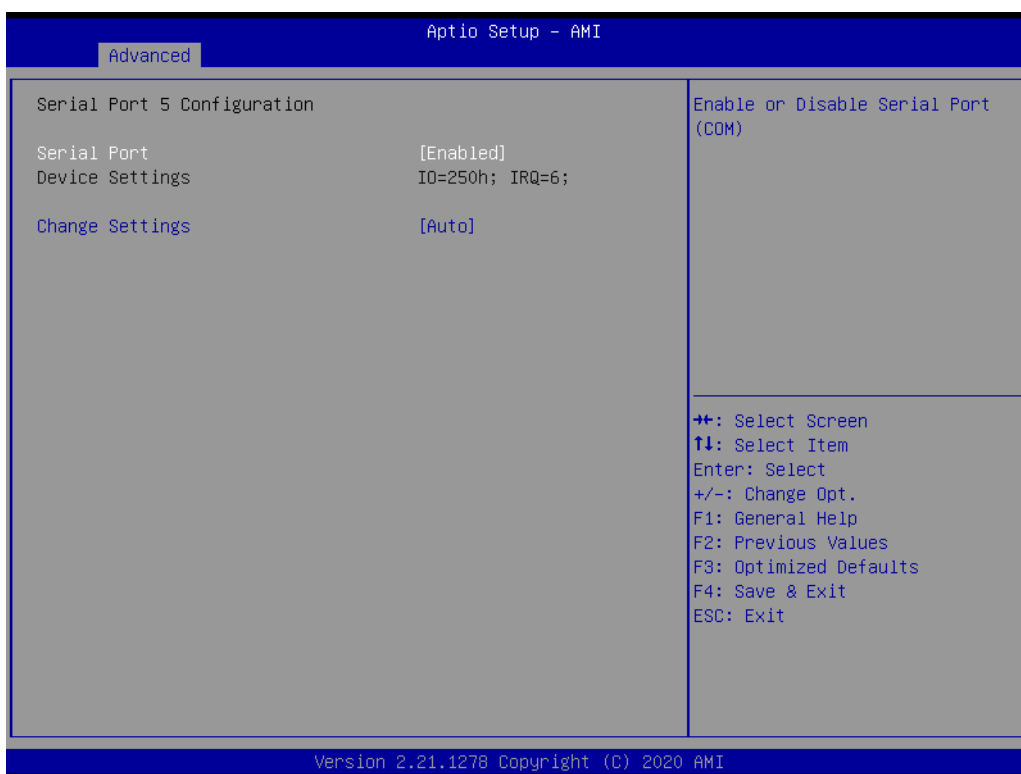 Aptio Setup – AMI
Advanced
Serial Port 5 Configuration
Serial Port [Enabled]
Device Settings IO=250h; IRQ=6;
Change Settings [Auto]
Enable or Disable Serial Port
(COM)
→←: Select Screen
↑↓: Select Item
Enter: Select
+/-: Change Opt.
F1: General Help
F2: Previous Values
F3: Optimized Defaults
F4: Save & Exit
ESC: Exit
Version 2.21.1278 Copyright (C) 2020 AMI